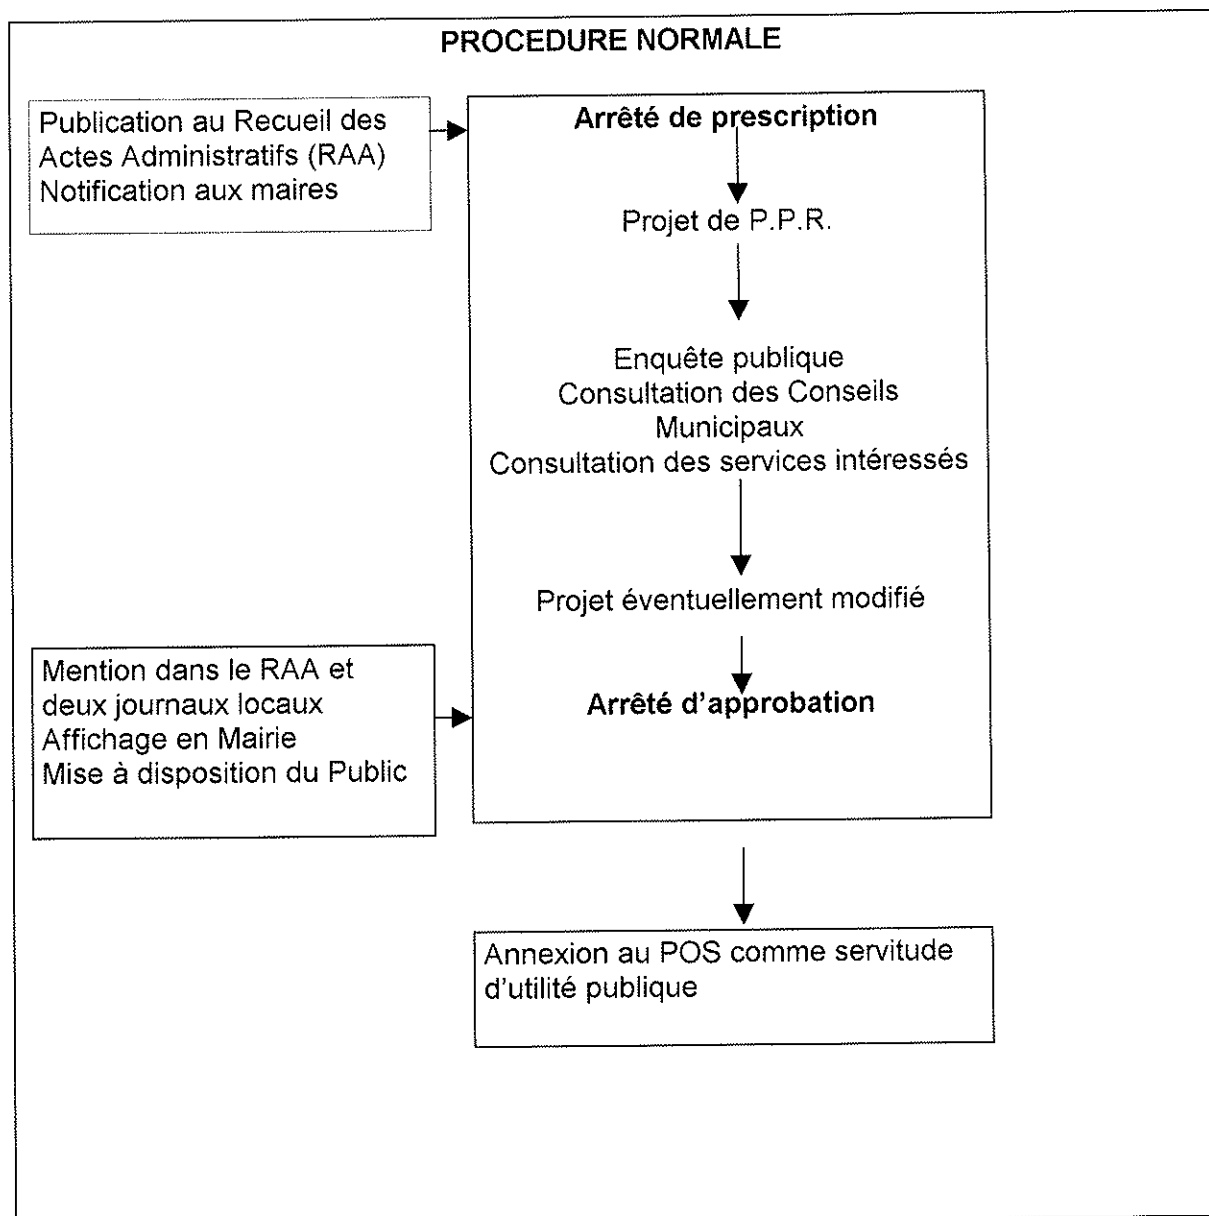 PROCEDURE NORMALE
Publication au Recueil des
Actes Administratifs (RAA)
Notification aux maires
Arrêté de prescription
Projet de P.P.R.
Enquête publique
Consultation des Conseils
Municipaux
Consultation des services intéressés
Projet éventuellement modifié
Mention dans le RAA et
deux journaux locaux
Affichage en Mairie
Mise à disposition du Public
Arrêté d'approbation
Annexion au POS comme servitude
d'utilité publique